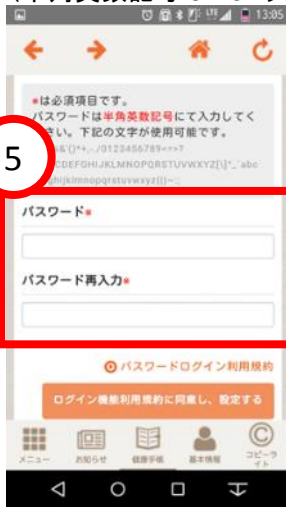 13:05
*は必須項目です。
パスワードは半角英数記号にて入力してく
ださい。下記の文字が使用可能です。
5
パスワード*
パスワード再入力*
パスワードログイン利用規約
ログイン機能利用規約に同意し、設定する
メニュー
お知らせ
健康手帳
基本情報
コピーラ
イト